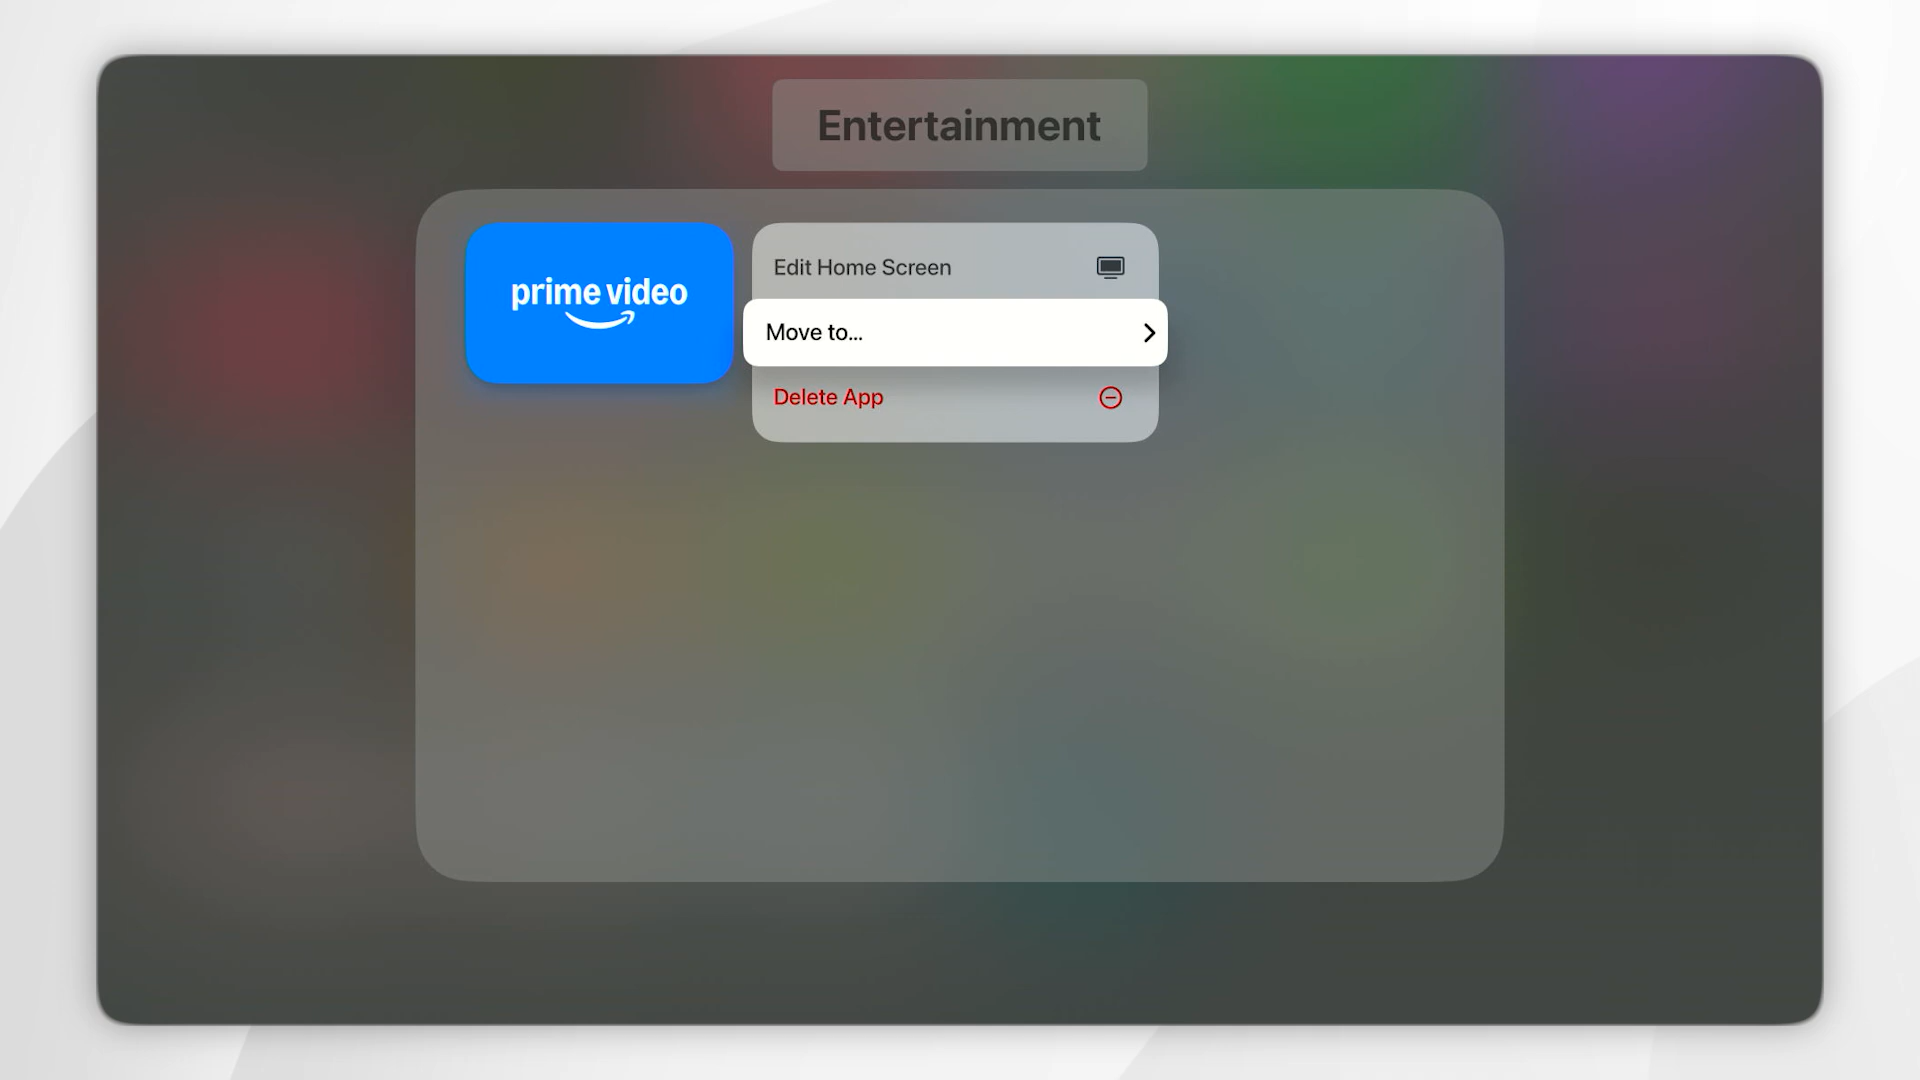 Entertainment
prime video
Edit Home Screen
Move to...
Delete App